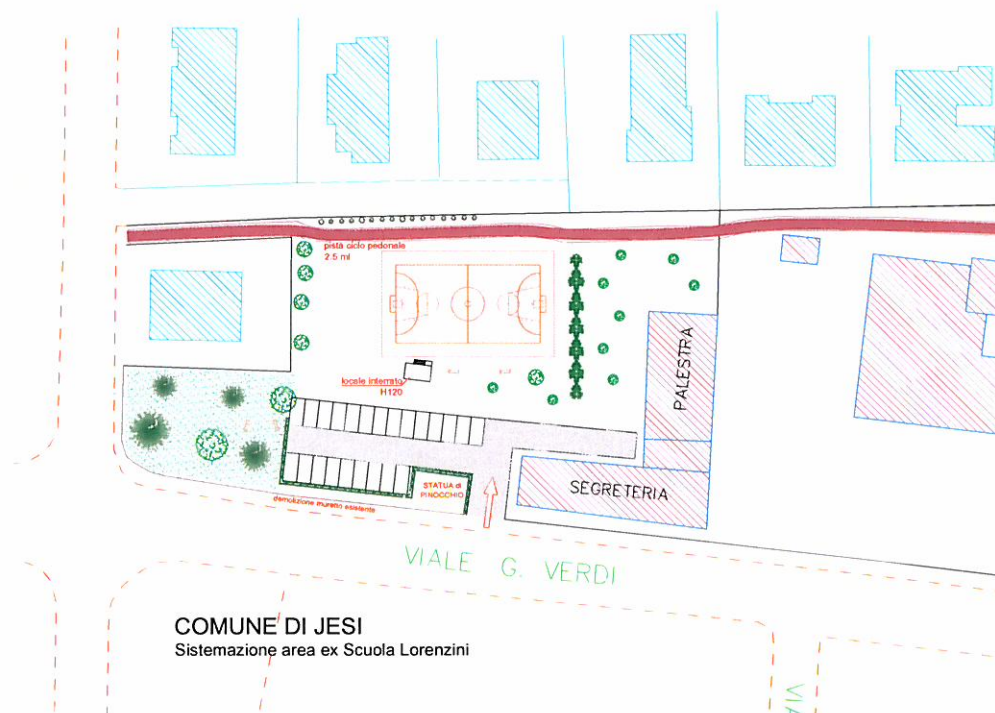 pista ciclo pedonale
2.5 ml
locale interrato
H120
PALESTRA
STATUA di
PINOCCHIO
SEGRETERIA
demolizione muretto esistente
VIALE G. VERDI
COMUNE DI JESI
Sistemazione area ex Scuola Lorenzini
VIA